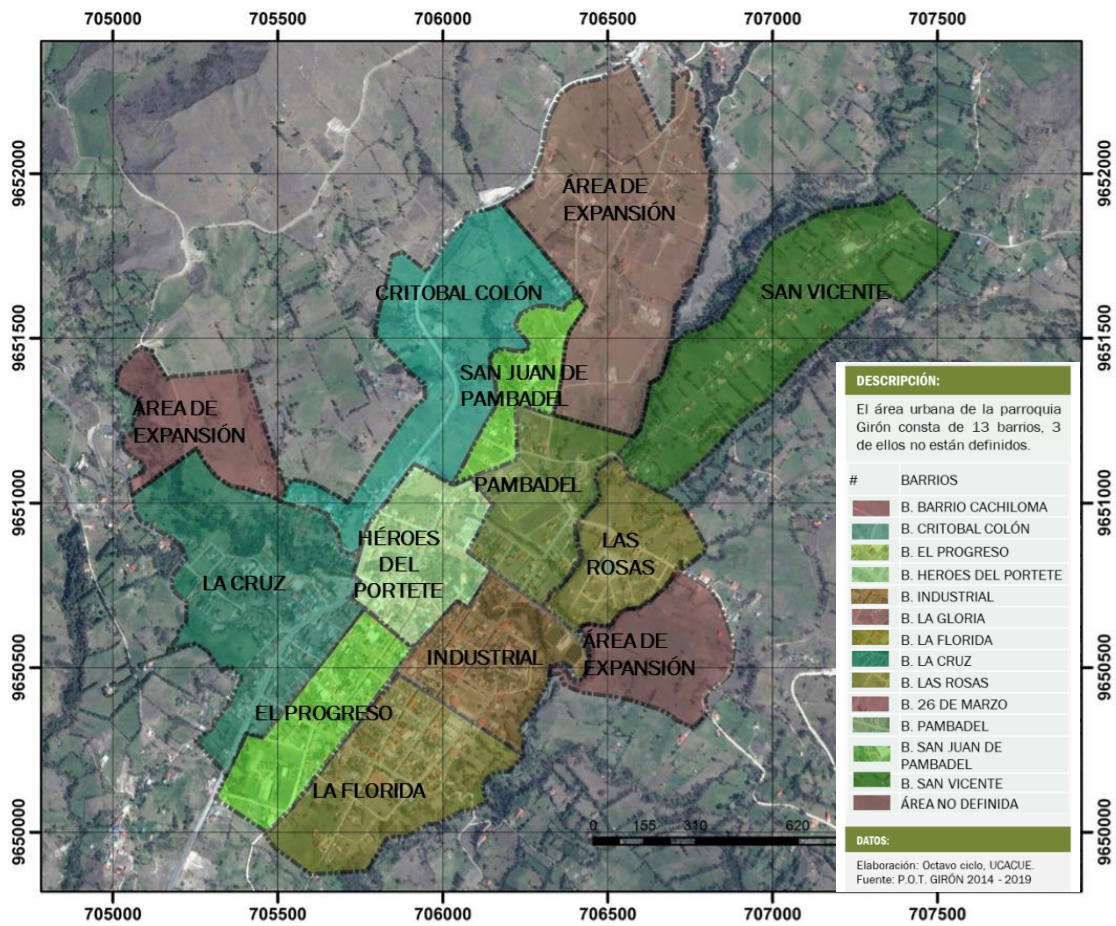 705000 705500 706000 706500 707000 707500
9652000
9651500
9651000
9650500
9650000
ÁREA DE
EXPANSIÓN
SAN VICENTE
CRITOBAL COLÓN
SAN JUAN DE
PAMBADEL
ÁREA DE
EXPANSIÓN
PAMBADEL
HÉROES
DEL
PORTETE
LAS
ROSAS
LA CRUZ
INDUSTRIAL
ÁREA DE
EXPANSIÓN
EL PROGRESO
LA FLORIDA
0 155 310 620
DESCRIPCIÓN:
El área urbana de la parroquia
Girón consta de 13 barrios, 3
de ellos no están definidos.
# BARRIOS
B. BARRIO CACHILOMA
B. CRITOBAL COLÓN
B. EL PROGRESO
B. HEROES DEL PORTETE
B. INDUSTRIAL
B. LA GLORIA
B. LA FLORIDA
B. LA CRUZ
B. LAS ROSAS
B. 26 DE MARZO
B. PAMBADEL
B. SAN JUAN DE
PAMBADEL
B. SAN VICENTE
ÁREA NO DEFINIDA
DATOS:
Elaboración: Octavo ciclo, UCACUE.
Fuente: P.O.T. GIRÓN 2014 - 2019
9652000
9651500
9651000
9650500
9650000
705000 705500 706000 706500 707000 707500